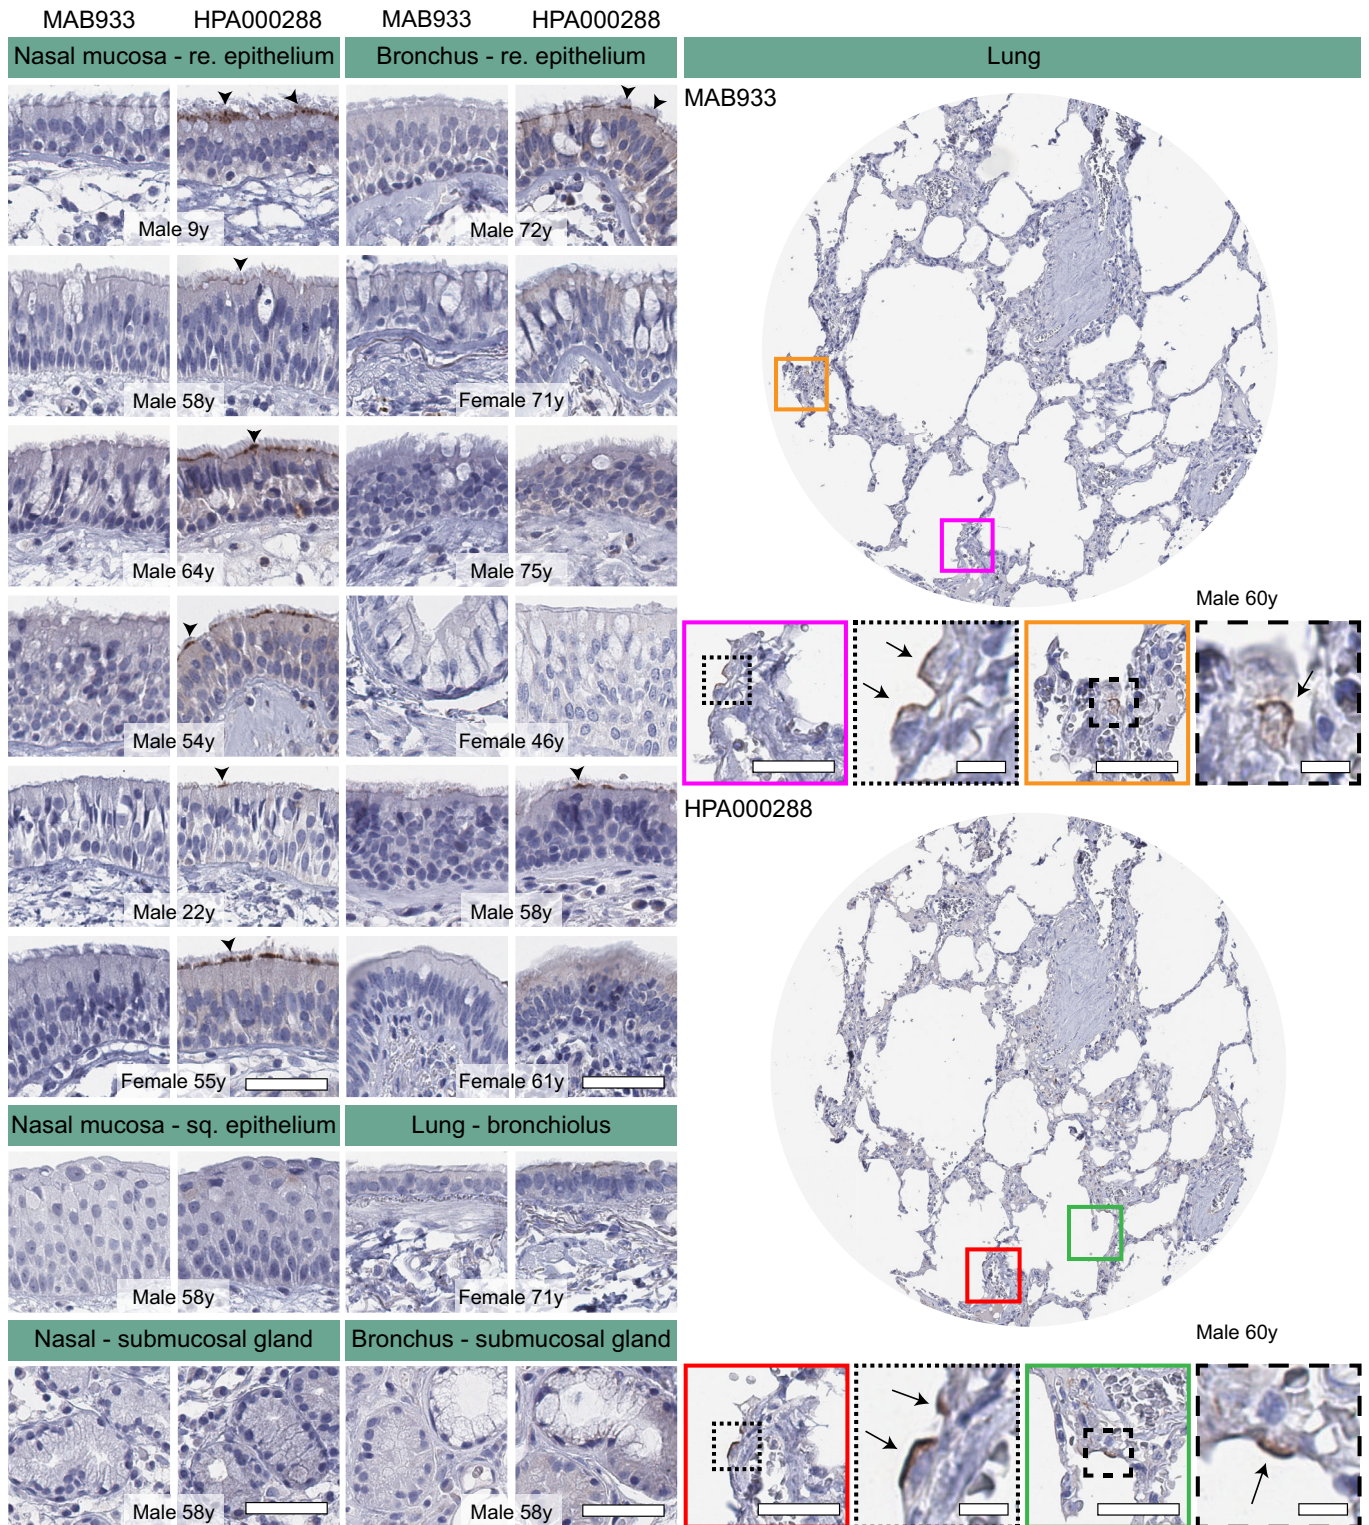 MAB933 HPA000288 MAB933 HPA000288
Nasal mucosa - re. epithelium Bronchus - re. epithelium Lung
MAB933
Male 9y Male 72y
Male 58y Female 71y
Male 64y Male 75y
Male 54y Female 46y
Male 60y
HPA000288
Male 22y Male 58y
Female 55y Female 61y
Nasal mucosa - sq. epithelium Lung - bronchiolus
Male 58y Female 71y
Nasal - submucosal gland Bronchus - submucosal gland
Male 60y
Male 58y Male 58y